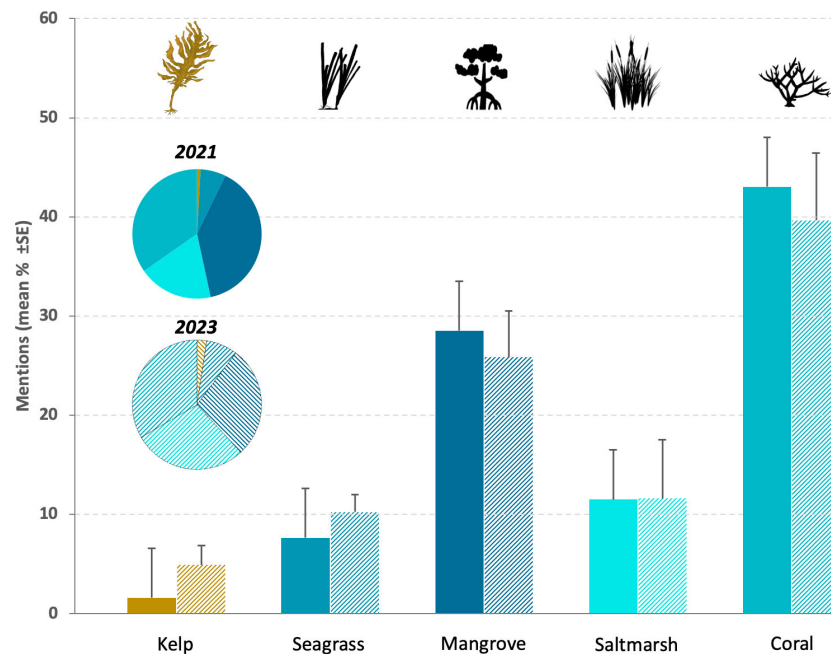 60
50
40
30
20
10
0
Mentions (mean % ±SE)
2021
2023
Kelp
Seagrass
Mangrove
Saltmarsh
Coral